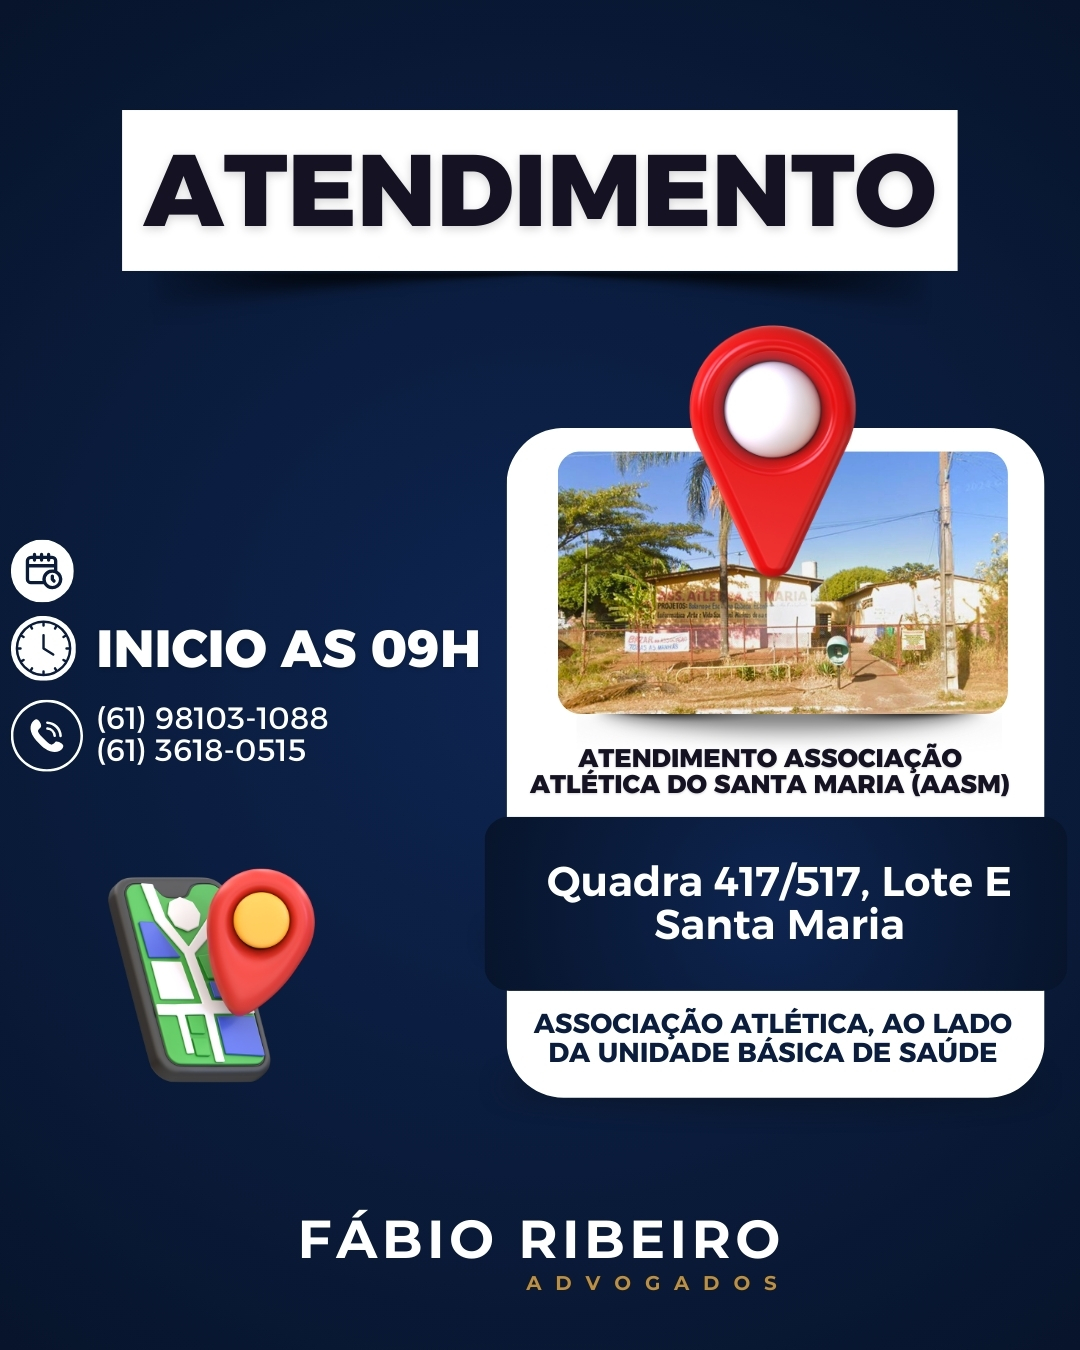 ATENDIMENTO
INICIO AS 09H
(61) 98103-1088
(61) 3618-0515
ATENDIMENTO ASSOCIAÇÃO
ATLÉTICA DO SANTA MARIA (AASM)
Quadra 417/517, Lote E
Santa Maria
ASSOCIAÇÃO ATLÉTICA, AO LADO
DA UNIDADE BÁSICA DE SAÚDE
FÁBIO RIBEIRO
ADVOGADOS